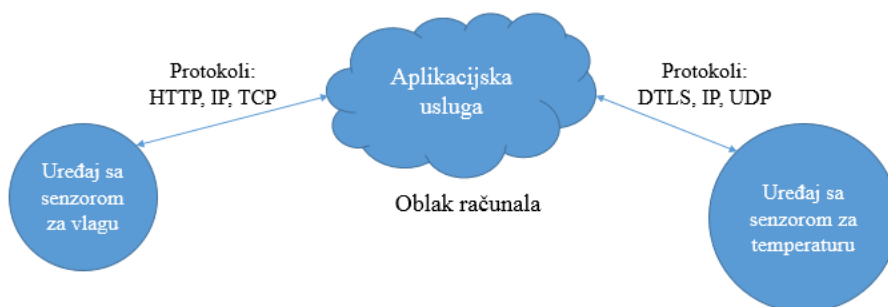 Protokoli:
HTTP, IP, TCP
Aplikacijska
usluga
Protokoli:
DTLS, IP, UDP
Uređaj sa
senzorom
za vlagu
Oblak računala
Uređaj sa
senzorom za
temperaturu